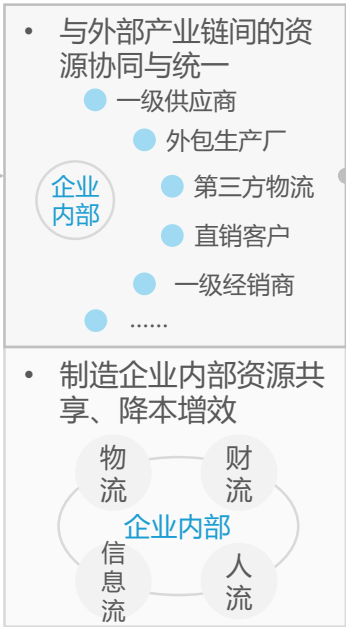 • 与外部产业链间的资
源协同与统一
一级供应商
外包生产厂
企业
内部
第三方物流
直销客户
一级经销商
......
• 制造企业内部资源共
享、降本增效
物
流
财
流
企业内部
信
息
流
人
流